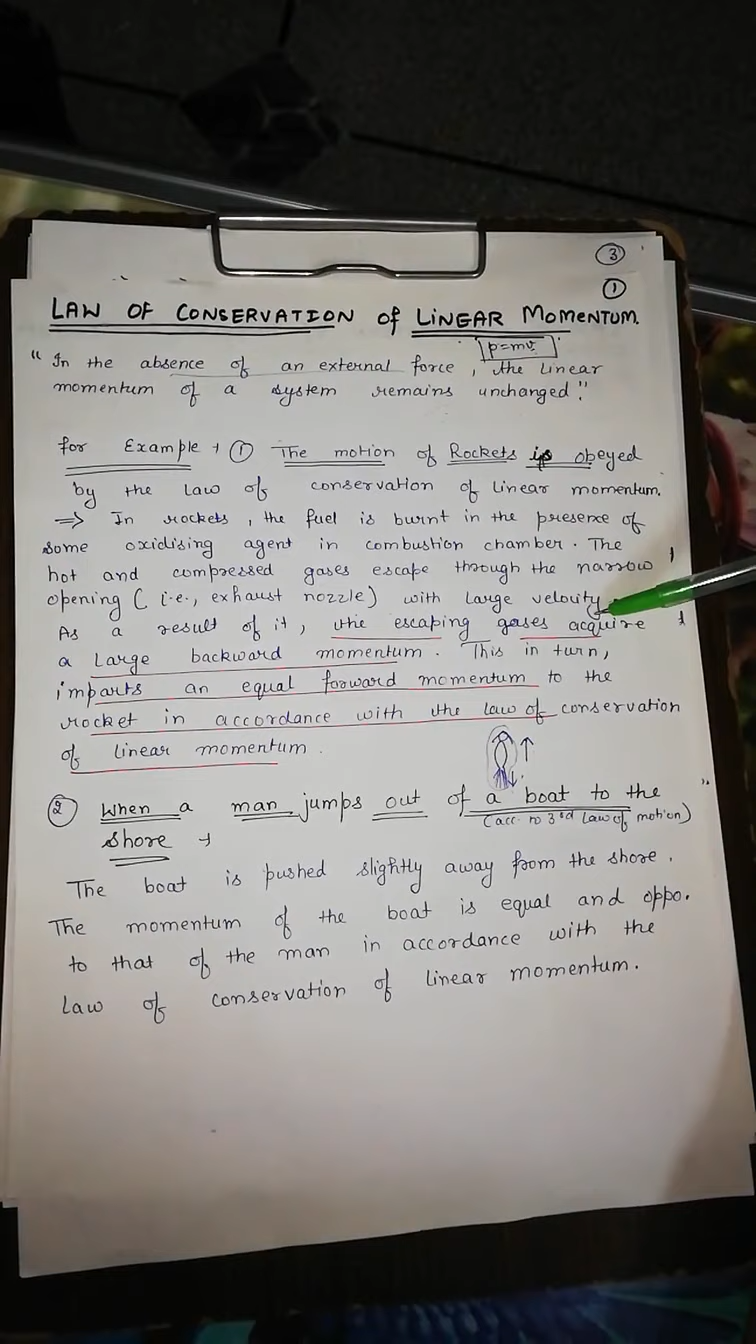 3
1
LAW OF CONSERVATION of LINEAR MOMENTUM.
p=mv
" In the absence of an external force, the linear
momentum of a system remains unchanged."
for Example → ① The motion of Rockets is obeyed
by the law of conservation of linear momentum.
⇒ In rockets, the fuel is burnt in the presence of
some oxidising agent in combustion chamber. The
hot and compressed gases escape through the narrow
opening (i.e., exhaust nozzle) with large velocity
As a result of it, the escaping gases acquire
a large backward momentum. This in turn,
imparts an equal forward momentum to the
rocket in accordance with the law of conservation
of linear momentum.
② When a man jumps out of a boat to the
(acc. to 3rd Law of motion)
shore →
The boat is pushed slightly away from the shore.
The momentum of the boat is equal and oppo.
to that of the man in accordance with the
law of conservation of linear momentum.